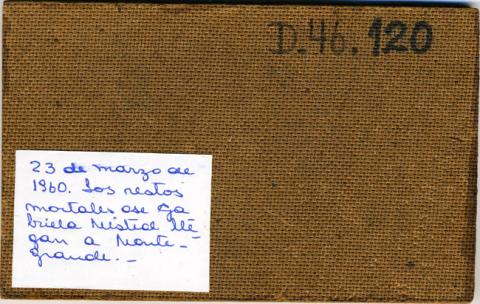 D.46.120
23 de marzo de
1960. Los restos
mortales de Ga
briela Mistral lle
gan a Monte-
grande.-